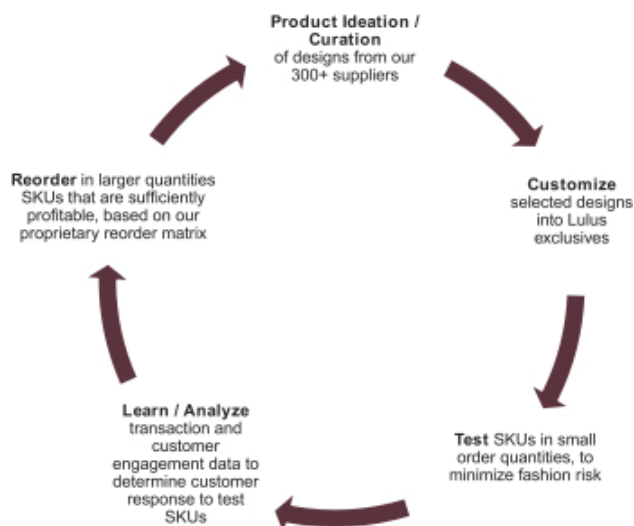 Product Ideation /
Curation
of designs from our
300+ suppliers
Customize
selected designs
into Lulus
exclusives
Test SKUs in small
order quantities, to
minimize fashion risk
Learn / Analyze
transaction and
customer
engagement data to
determine customer
response to test
SKUs
Reorder in larger quantities
SKUs that are sufficiently
profitable, based on our
proprietary reorder matrix